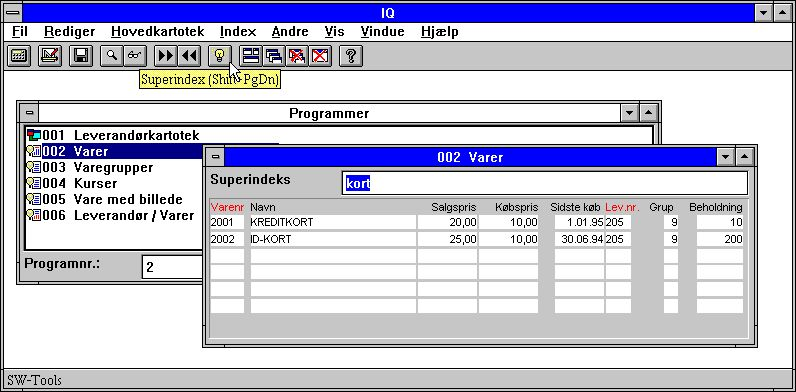 IQ
Fil Rediger Hovedkartotek Index Andre Vis Vindue Hjælp
Superindex (Shift- PgDn)
Programmer
001 Leverandørkartotek
002 Varer
003 Varegrupper
004 Kurser
005 Vare med billede
006 Leverandør / Varer
Programnr.: 2
002 Varer
Superindeks kort
Varenr Navn Salgspris Købspris Sidste køb Lev.nr. Grup Beholdning
2001 KREDITKORT 20,00 10,00 1.01.95 205 9 10
2002 ID-KORT 25,00 10,00 30.06.94 205 9 200
SW-Tools